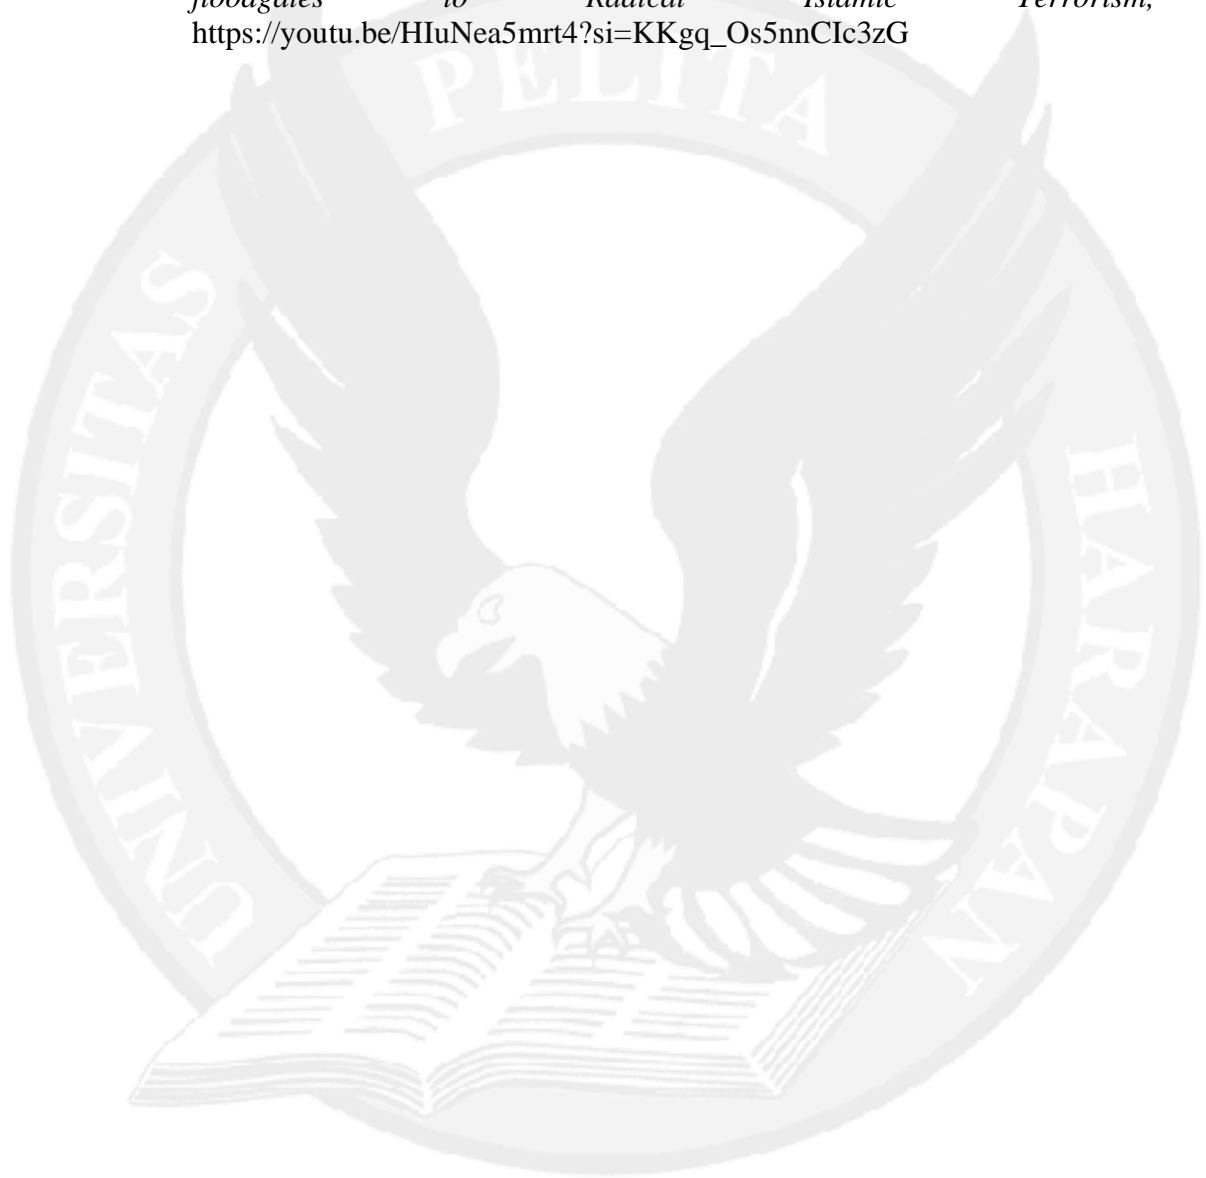 floodgates to Radical Islamic Terrorism,
https://youtu.be/HIuNea5mrt4?si=KKgq_Os5nnCIc3zG
UNIVERSITAS PELITA HARAPAN